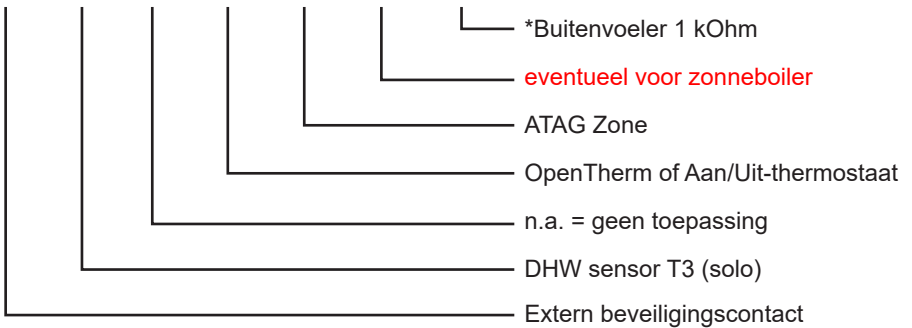 *Buitenvoeler 1 kOhm
eventueel voor zonneboiler
ATAG Zone
OpenTherm of Aan/Uit-thermostaat
n.a. = geen toepassing
DHW sensor T3 (solo)
Extern beveiligingscontact